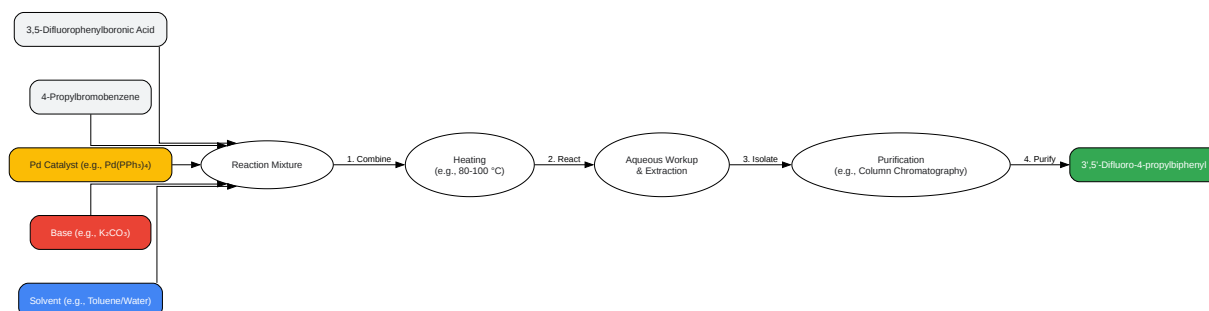 3,5-Difluorophenylboronic Acid
4-Propylbromobenzene
Pd Catalyst (e.g., Pd(PPh₃)₄)
Base (e.g., K₂CO₃)
Solvent (e.g., Toluene/Water)
Reaction Mixture
1. Combine
Heating
(e.g., 80-100 °C)
2. React
Aqueous Workup
& Extraction
3. Isolate
Purification
(e.g., Column Chromatography)
4. Purify
3',5'-Difluoro-4-propylbiphenyl